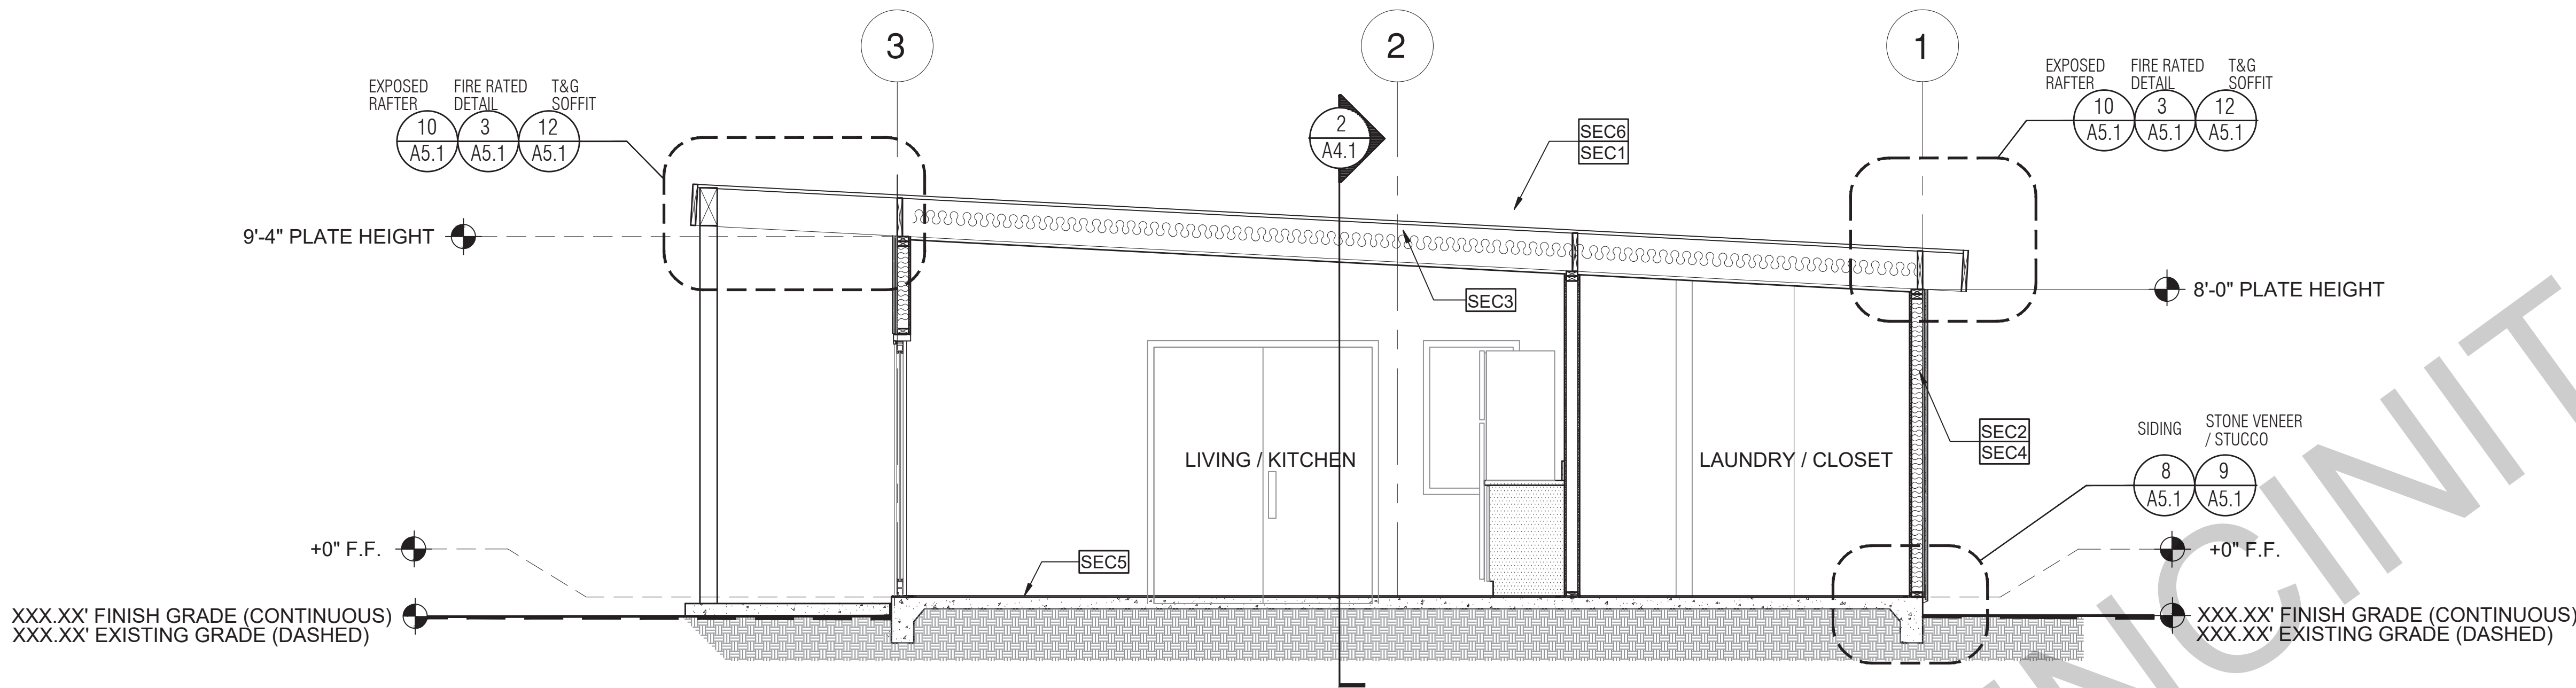 3
2
1
EXPOSED
RAFTER
FIRE RATED
DETAIL
T&G
SOFFIT
10
A5.1
3
A5.1
12
A5.1
EXPOSED
RAFTER
FIRE RATED
DETAIL
T&G
SOFFIT
10
A5.1
3
A5.1
12
A5.1
2
A4.1
SEC6
SEC1
9'-4" PLATE HEIGHT
SEC3
8'-0" PLATE HEIGHT
LIVING / KITCHEN
LAUNDRY / CLOSET
SEC2
SEC4
SIDING
STONE VENEER
/ STUCCO
8
A5.1
9
A5.1
+0" F.F.
SEC5
+0" F.F.
XXX.XX' FINISH GRADE (CONTINUOUS)
XXX.XX' EXISTING GRADE (DASHED)
XXX.XX' FINISH GRADE (CONTINUOUS)
XXX.XX' EXISTING GRADE (DASHED)